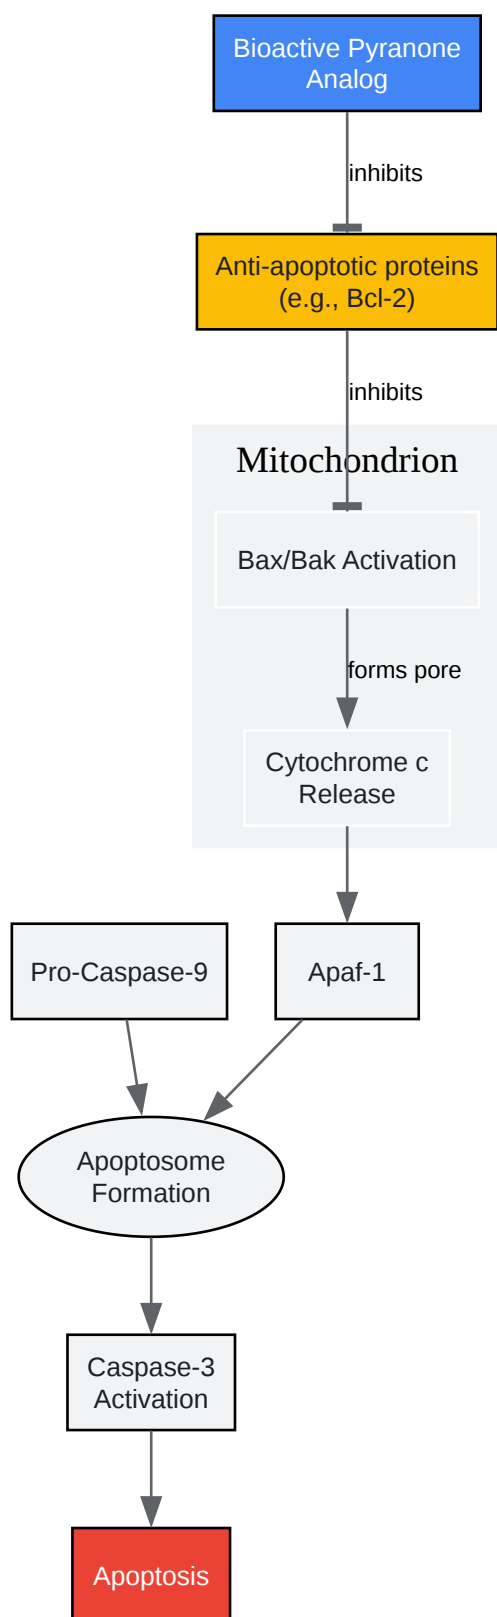 Bioactive Pyranone
Analog
inhibits
Anti-apoptotic proteins
(e.g., Bcl-2)
inhibits
Mitochondrion
Bax/Bak Activation
forms pore
Cytochrome c
Release
Pro-Caspase-9
Apaf-1
Apoptosome
Formation
Caspase-3
Activation
Apoptosis